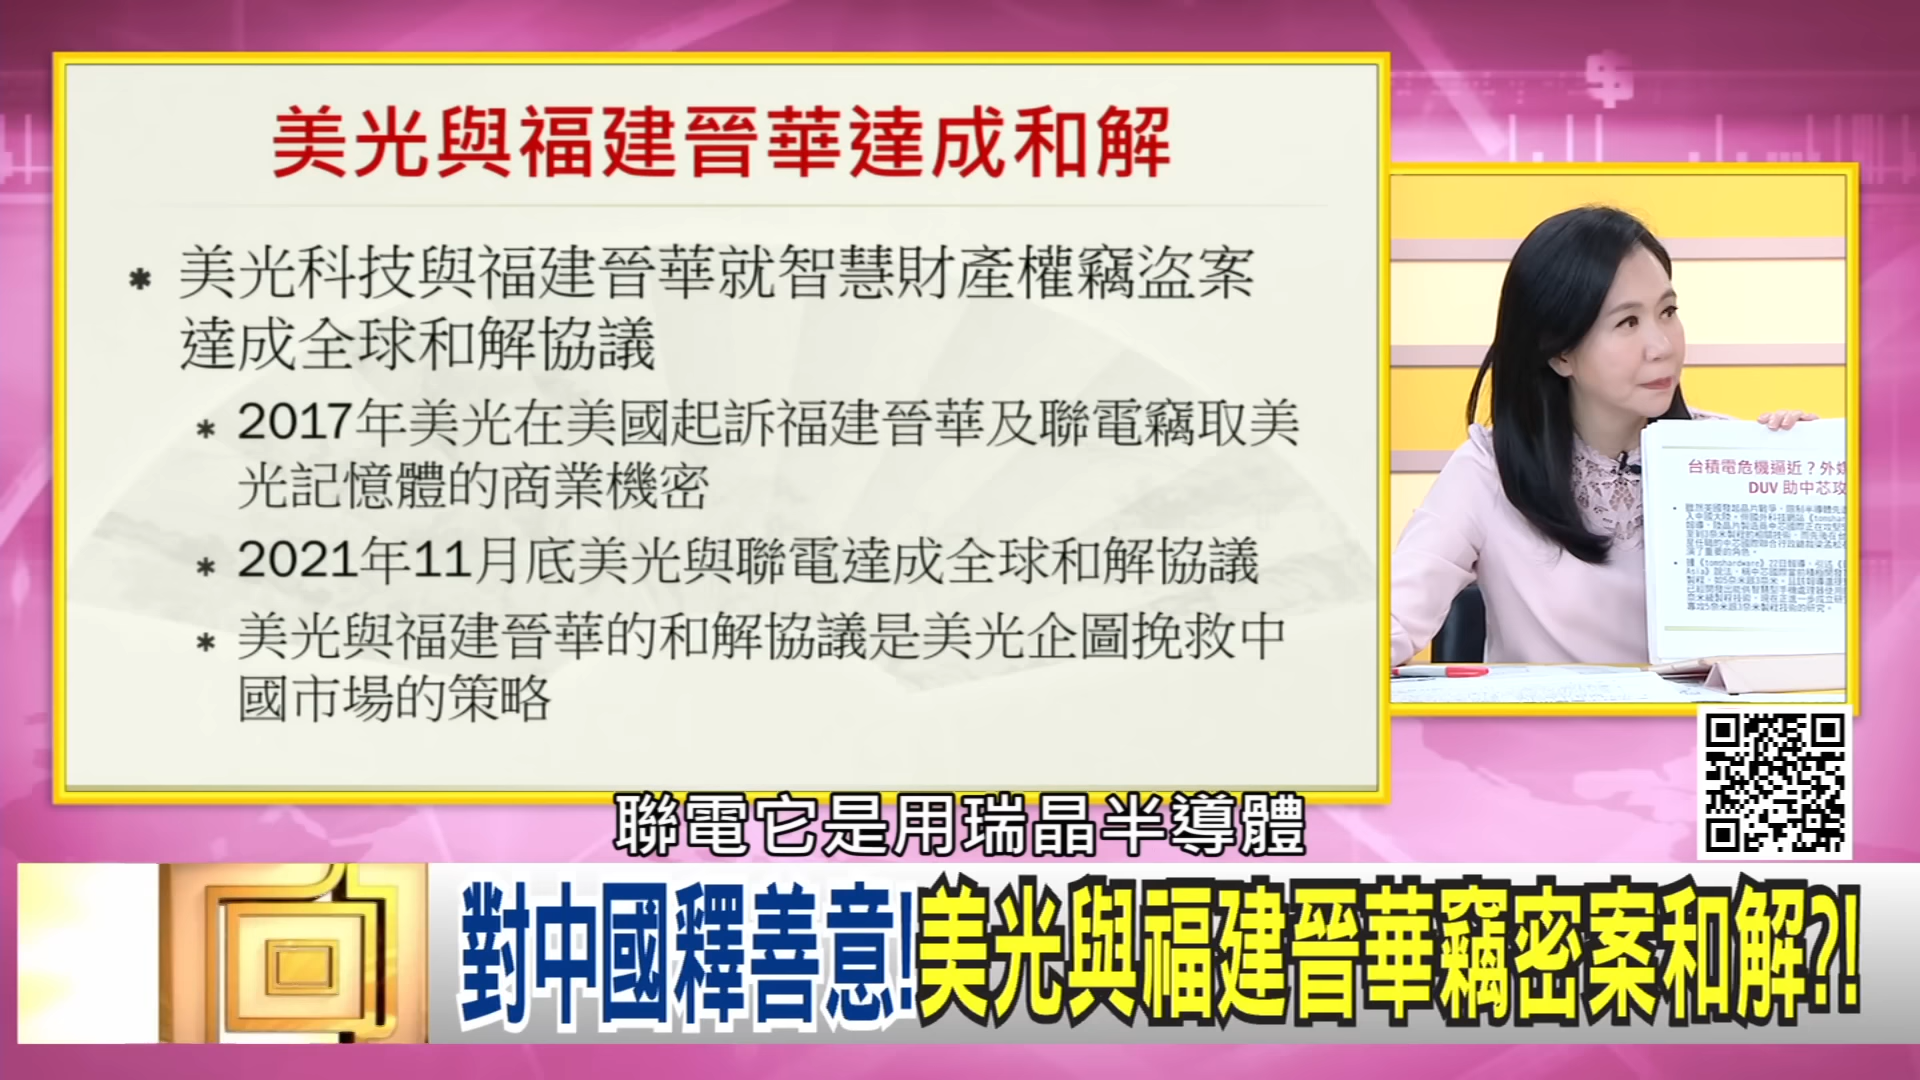 美光與福建晉華達成和解
* 美光科技與福建晉華就智慧財產權竊盜案
達成全球和解協議
* 2017年美光在美國起訴福建晉華及聯電竊取美
光記憶體的商業機密
* 2021年11月底美光與聯電達成全球和解協議
* 美光與福建晉華的和解協議是美光企圖挽救中
國市場的策略
台積電危機逼近？外
DUV 助中芯攻
聯電它是用瑞晶半導體
對中國釋善意!美光與福建晉華竊密案和解?!